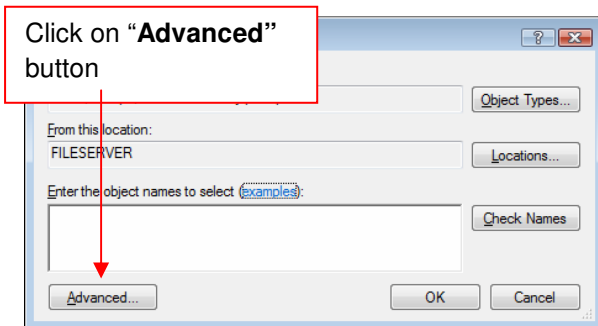 Click on “Advanced”
button
?
Object Types...
From this location:
FILESERVER
Locations...
Enter the object names to select (examples):
Check Names
Advanced...
OK
Cancel